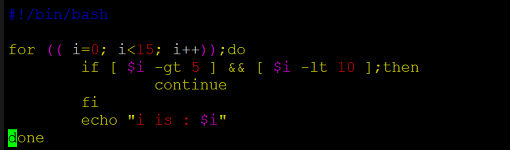 #!/bin/bash

for (( i=0; i<15; i++));do
        if [ $i -gt 5 ] && [ $i -lt 10 ];then
                continue
        fi
        echo "i is : $i"
done